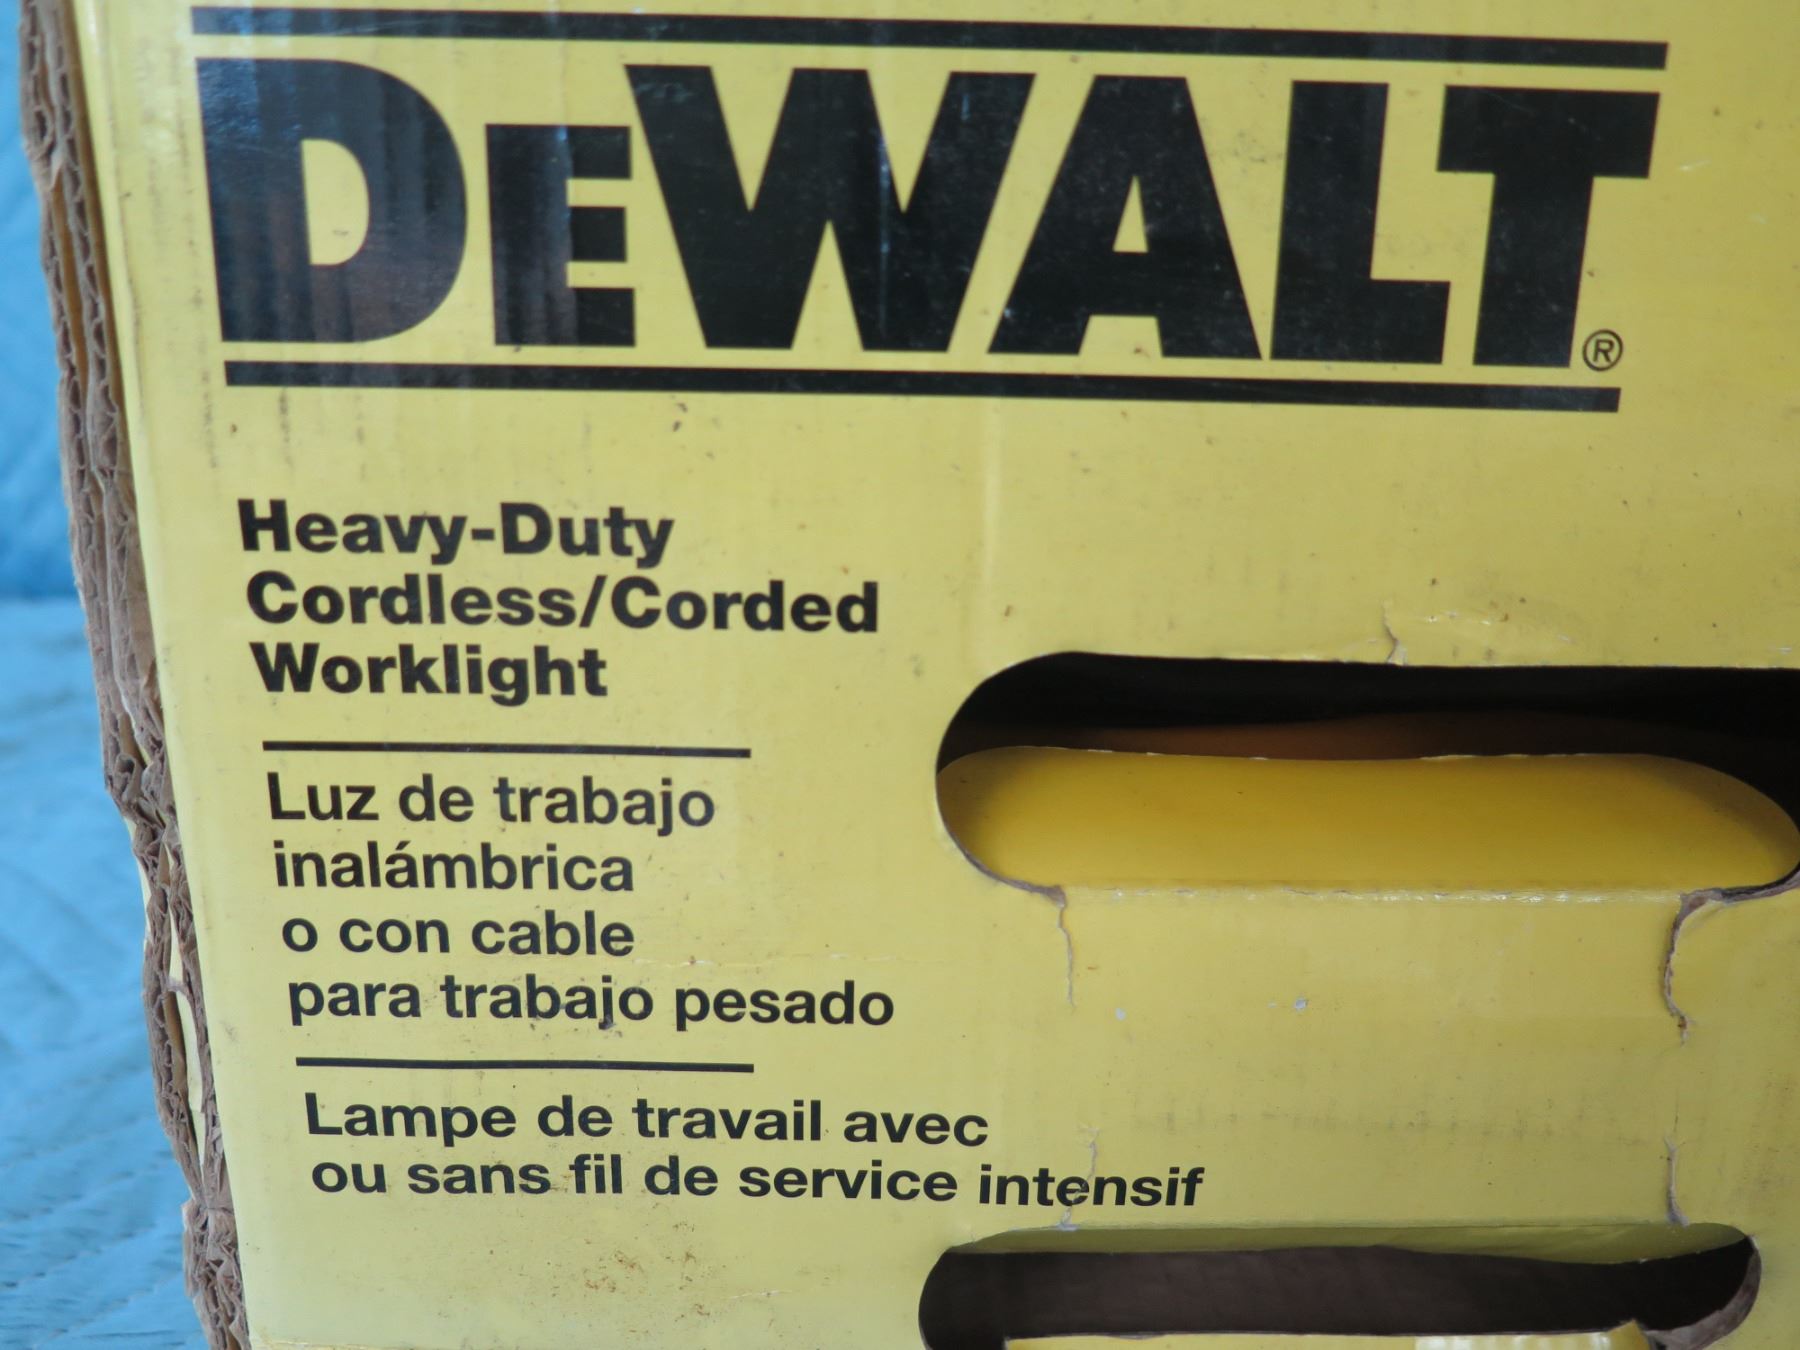 DEWALT®
Heavy-Duty
Cordless/Corded
Worklight
Luz de trabajo
inalámbrica
o con cable
para trabajo pesado
Lampe de travail avec
ou sans fil de service intensif